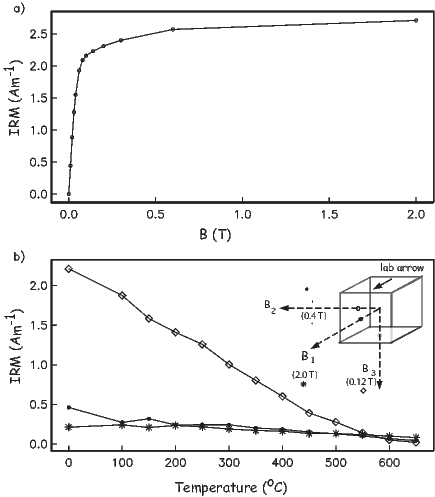 a)
IRM (Am⁻¹)
2.5
2.0
1.5
1.0
0.5
0.0
0.0 0.5 1.0 1.5 2.0
B (T)
b)
IRM (Am⁻¹)
2.0
1.5
1.0
0.5
0.0
lab arrow
B₂
(0.4 T)
B₁
(2.0 T)
B₃
(0.12T)
0 100 200 300 400 500 600
Temperature (°C)